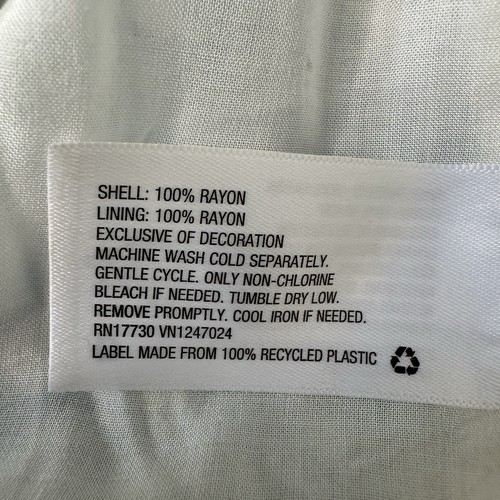 SHELL: 100% RAYON
LINING: 100% RAYON
EXCLUSIVE OF DECORATION
MACHINE WASH COLD SEPARATELY.
GENTLE CYCLE. ONLY NON-CHLORINE
BLEACH IF NEEDED. TUMBLE DRY LOW.
REMOVE PROMPTLY. COOL IRON IF NEEDED.
RN17730 VN1247024
LABEL MADE FROM 100% RECYCLED PLASTIC